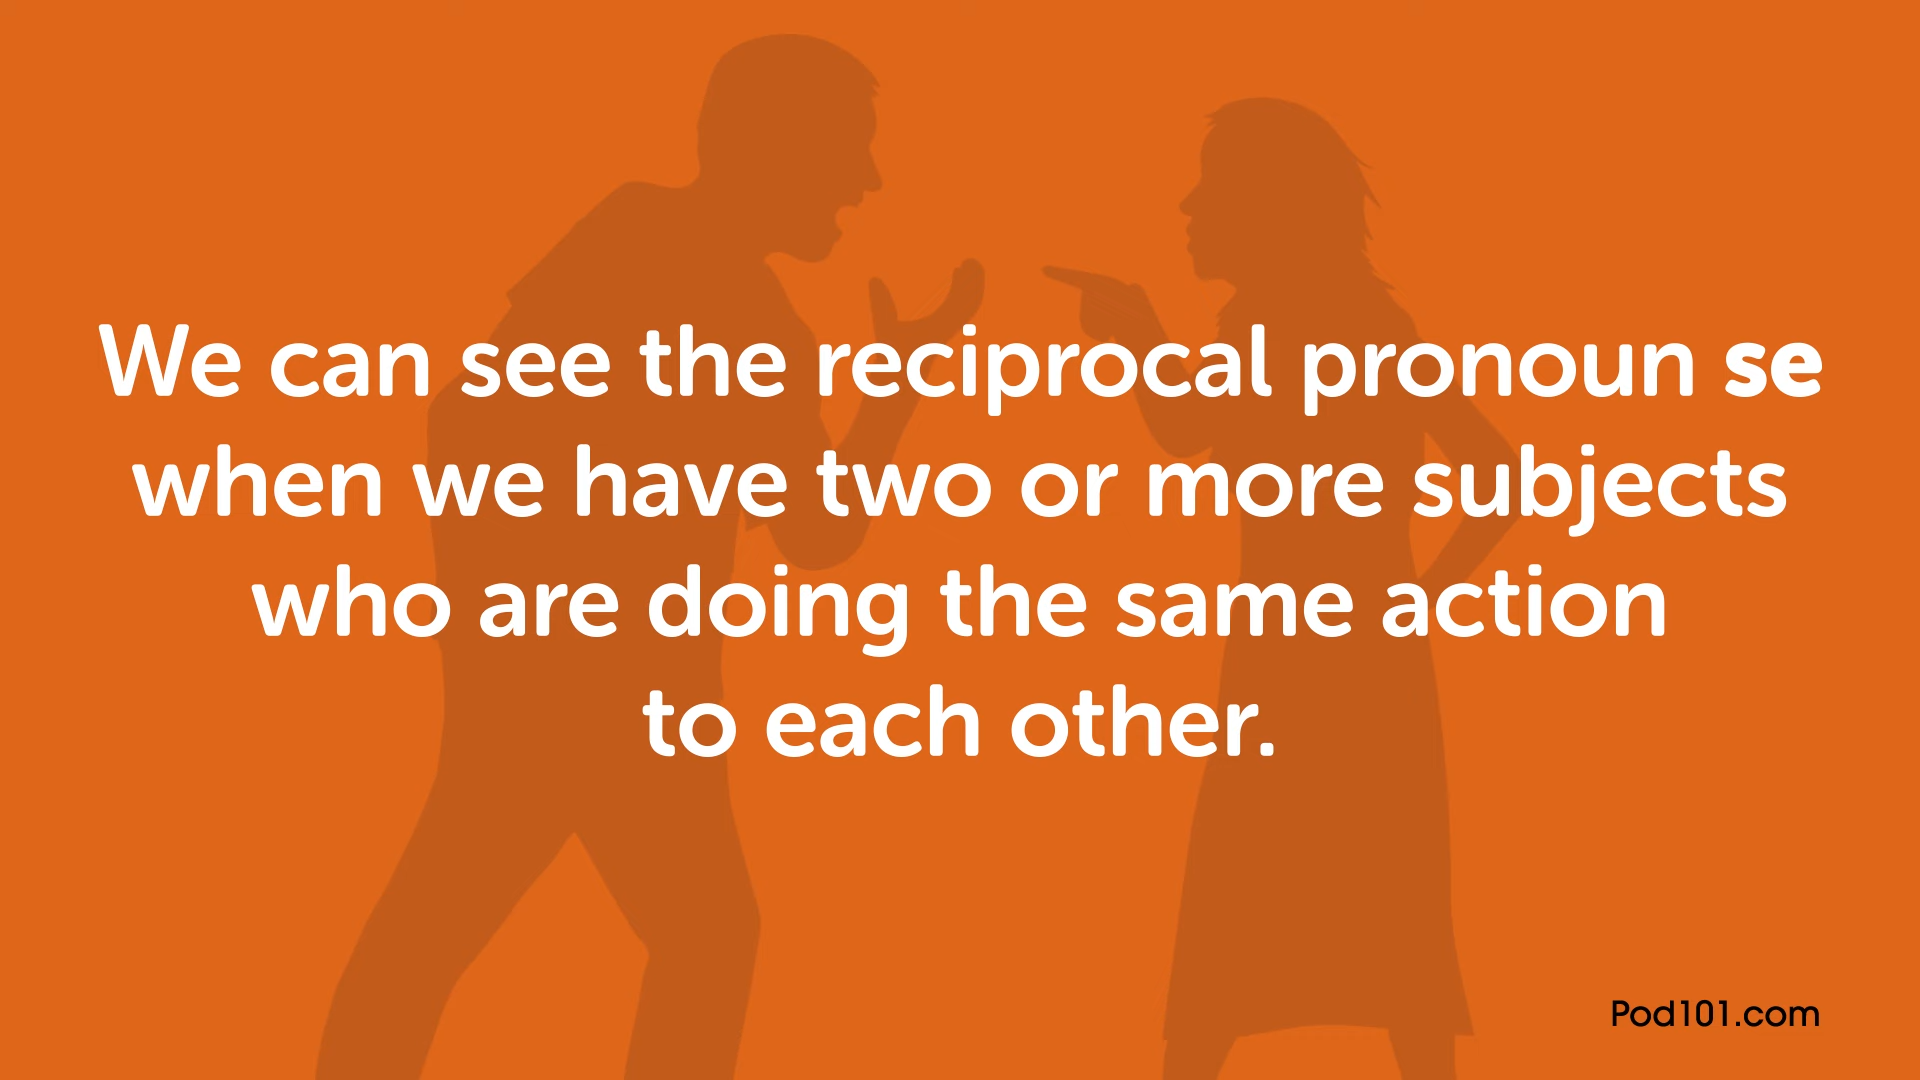 We can see the reciprocal pronoun se
when we have two or more subjects
who are doing the same action
to each other.
Pod101.com